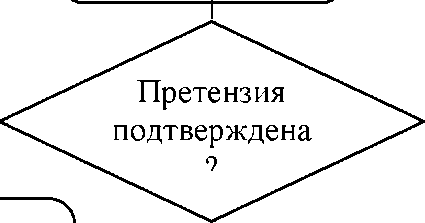 Претензия
подтверждена
?